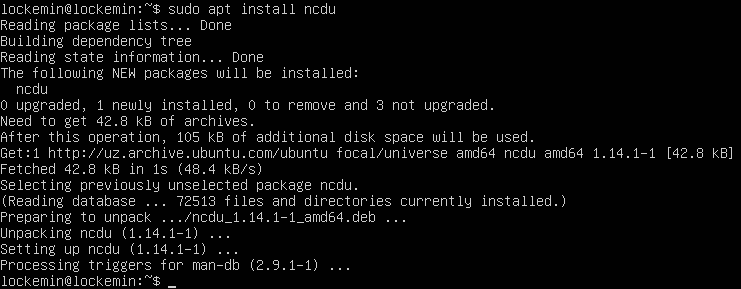 lockemin@lockemin:~$ sudo apt install ncdu
Reading package lists... Done
Building dependency tree
Reading state information... Done
The following NEW packages will be installed:
  ncdu
0 upgraded, 1 newly installed, 0 to remove and 3 not upgraded.
Need to get 42.8 kB of archives.
After this operation, 105 kB of additional disk space will be used.
Get:1 http://uz.archive.ubuntu.com/ubuntu focal/universe amd64 ncdu amd64 1.14.1-1 [42.8 kB]
Fetched 42.8 kB in 1s (48.4 kB/s)
Selecting previously unselected package ncdu.
(Reading database ... 72513 files and directories currently installed.)
Preparing to unpack .../ncdu_1.14.1-1_amd64.deb ...
Unpacking ncdu (1.14.1-1) ...
Setting up ncdu (1.14.1-1) ...
Processing triggers for man-db (2.9.1-1) ...
lockemin@lockemin:~$ _